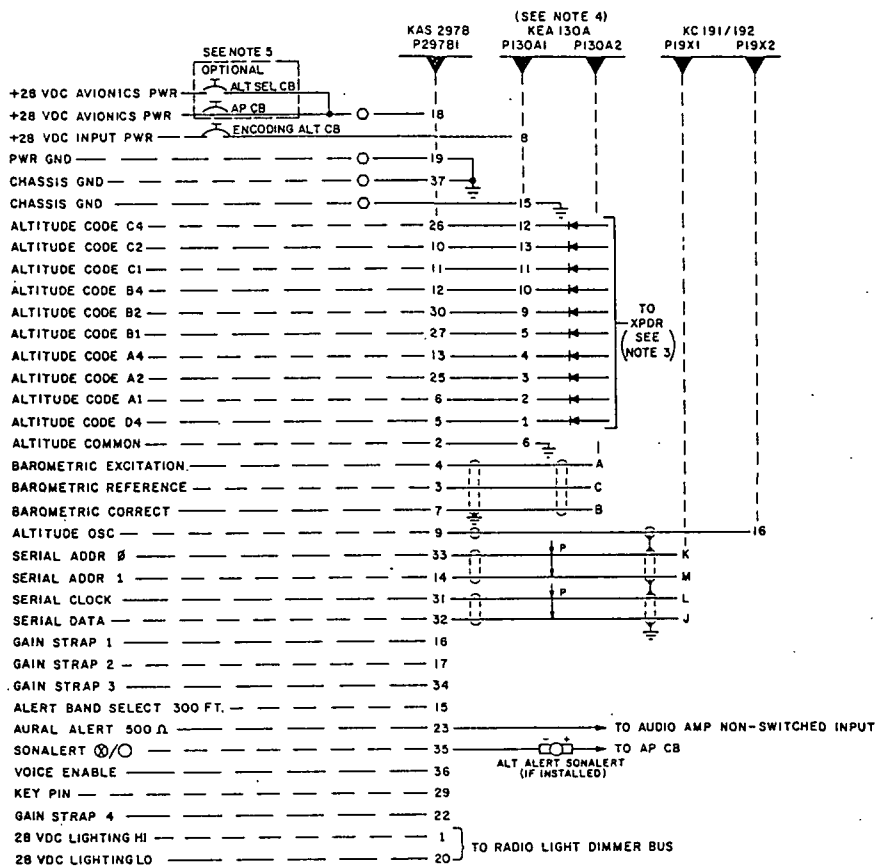 (SEE NOTE 4)
KAS 297B KEA 130A KC 191/192
P297B1 P130A1 P130A2 P19X1 P19X2
SEE NOTE 5
OPTIONAL
+28 VDC AVIONICS PWR ALT SEL CB
+28 VDC AVIONICS PWR AP CB 18
+28 VDC INPUT PWR ENCODING ALT CB 8
PWR GND 19
CHASSIS GND 37
CHASSIS GND 15
ALTITUDE CODE C4 26 12
ALTITUDE CODE C2 10 13
ALTITUDE CODE C1 11 11
ALTITUDE CODE B4 12 10
ALTITUDE CODE B2 30 9
ALTITUDE CODE B1 27 5
ALTITUDE CODE A4 13 4
ALTITUDE CODE A2 25 3
ALTITUDE CODE A1 6 2
ALTITUDE CODE D4 5 1
TO
XPDR
(SEE
NOTE 3)
ALTITUDE COMMON 2 6
BAROMETRIC EXCITATION 4 A
BAROMETRIC REFERENCE 3 C
BAROMETRIC CORRECT 7 B
ALTITUDE OSC 9 16
SERIAL ADDR Ø 33 P K
SERIAL ADDR 1 14 M
SERIAL CLOCK 31 P L
SERIAL DATA 32 J
GAIN STRAP 1 16
GAIN STRAP 2 17
GAIN STRAP 3 34
ALERT BAND SELECT 300 FT. 15
AURAL ALERT 500 Ω 23 TO AUDIO AMP NON-SWITCHED INPUT
SONALERT ⊗/○ 35 - + TO AP CB
ALT ALERT SONALERT
(IF INSTALLED)
VOICE ENABLE 36
KEY PIN 29
GAIN STRAP 4 22
28 VDC LIGHTING HI 1
28 VDC LIGHTING LO 20
TO RADIO LIGHT DIMMER BUS